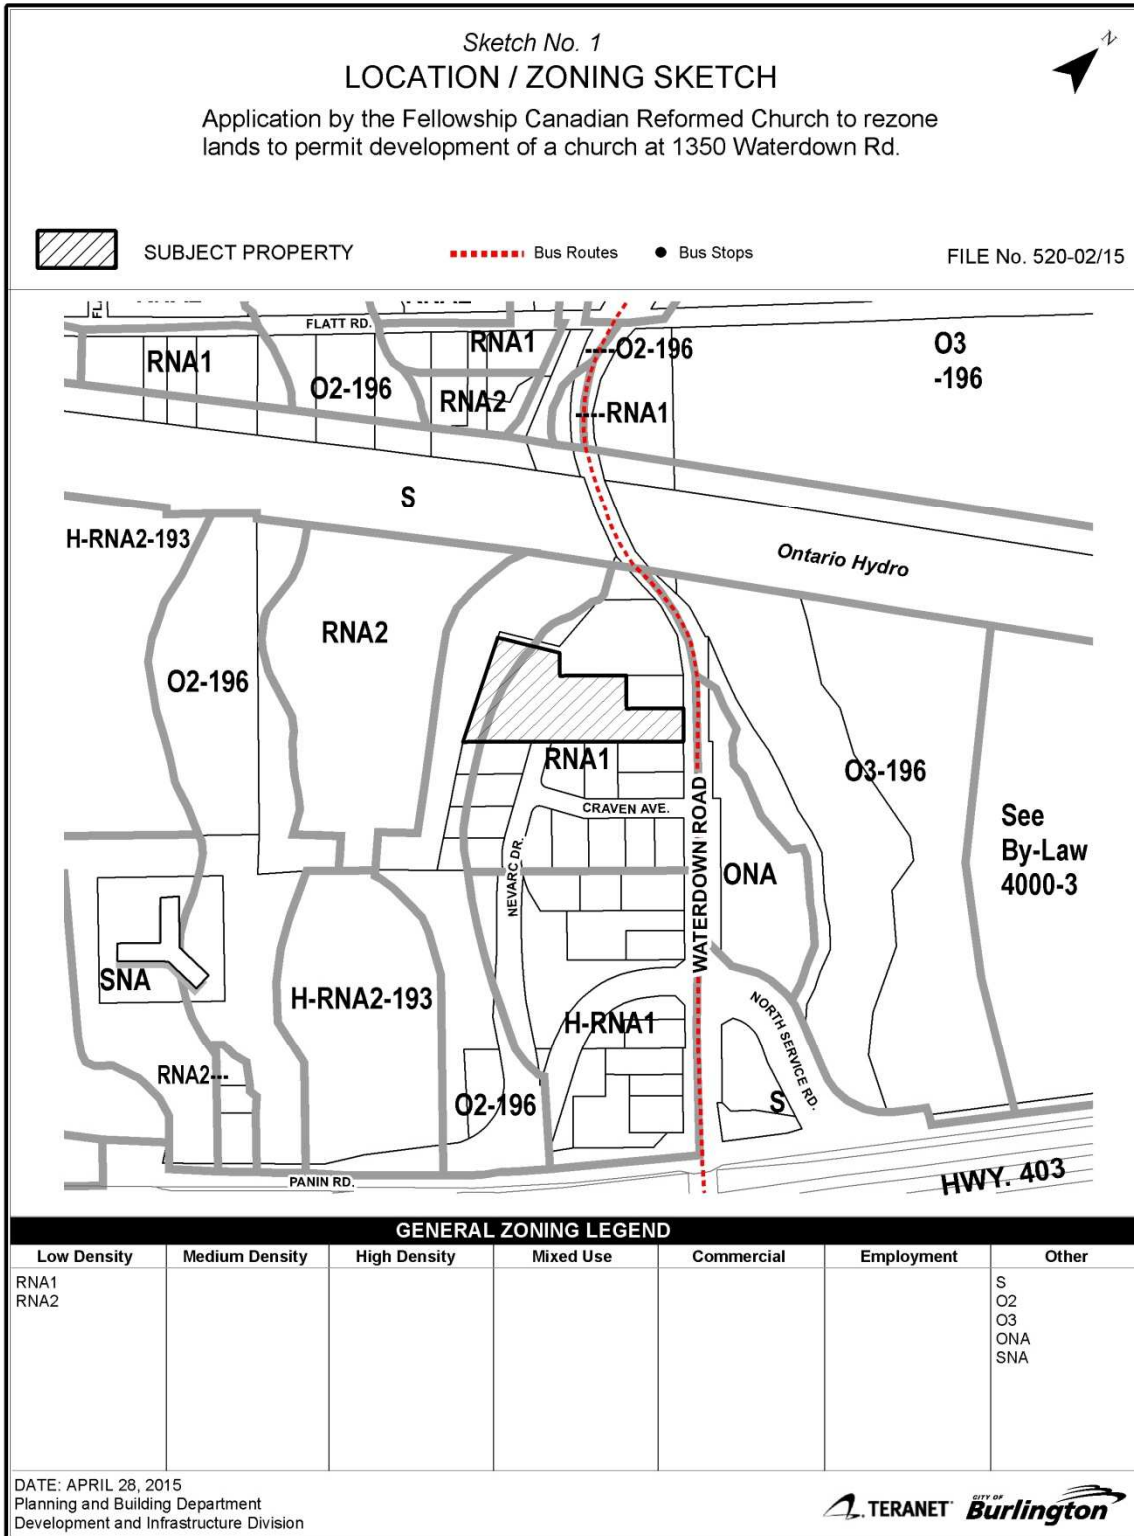 Sketch No. 1
N
LOCATION / ZONING SKETCH
Application by the Fellowship Canadian Reformed Church to rezone
lands to permit development of a church at 1350 Waterdown Rd.
SUBJECT PROPERTY
Bus Routes
Bus Stops
FILE No. 520-02/15
FLATT RD.
RNA1
O2-196
RNA1
RNA2
----O2-196
----RNA1
O3
-196
S
H-RNA2-193
Ontario Hydro
RNA2
O2-196
RNA1
O3-196
CRAVEN AVE.
NEVARC DR.
WATERDOWN ROAD
ONA
See
By-Law
4000-3
SNA
H-RNA2-193
H-RNA1
NORTH SERVICE RD.
RNA2---
O2-196
S
PANIN RD.
HWY. 403
GENERAL ZONING LEGEND
Low Density
Medium Density
High Density
Mixed Use
Commercial
Employment
Other
RNA1
RNA2
S
O2
O3
ONA
SNA
DATE: APRIL 28, 2015
Planning and Building Department
Development and Infrastructure Division
TERANET
CITY OF
Burlington